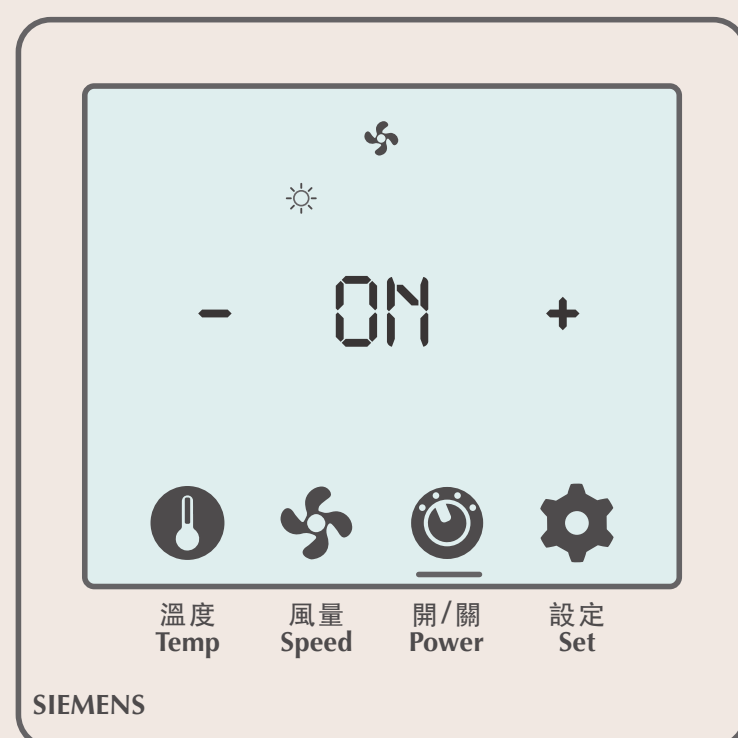 - ON +
溫度 風量 開/關 設定
Temp Speed Power Set
SIEMENS